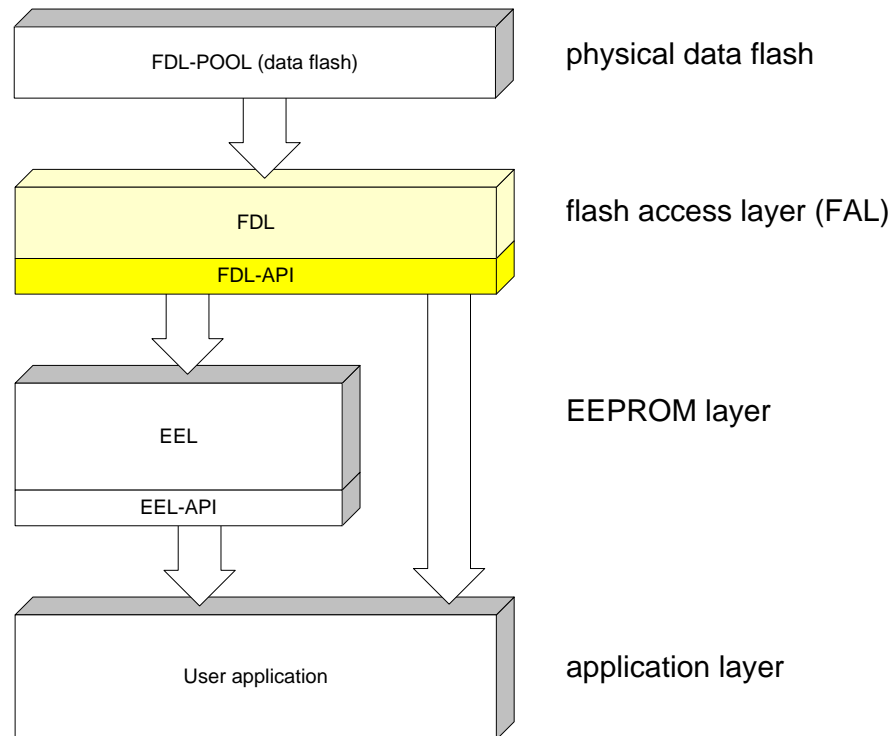 FDL-POOL (data flash)
physical data flash
FDL
flash access layer (FAL)
FDL-API
EEL
EEPROM layer
EEL-API
User application
application layer